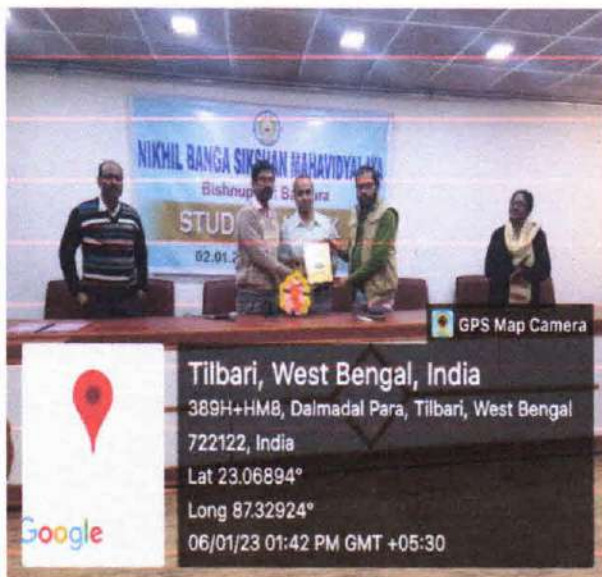 NIKHIL BANGA SIKSHAN MAHAVIDYALAYA
Bishnupur
STUD
02.01.2
GPS Map Camera
Tilbari, West Bengal, India
389H+HM8, Dalmadal Para, Tilbari, West Bengal
722122, India
Lat 23.06894°
Long 87.32924°
06/01/23 01:42 PM GMT +05:30
Google